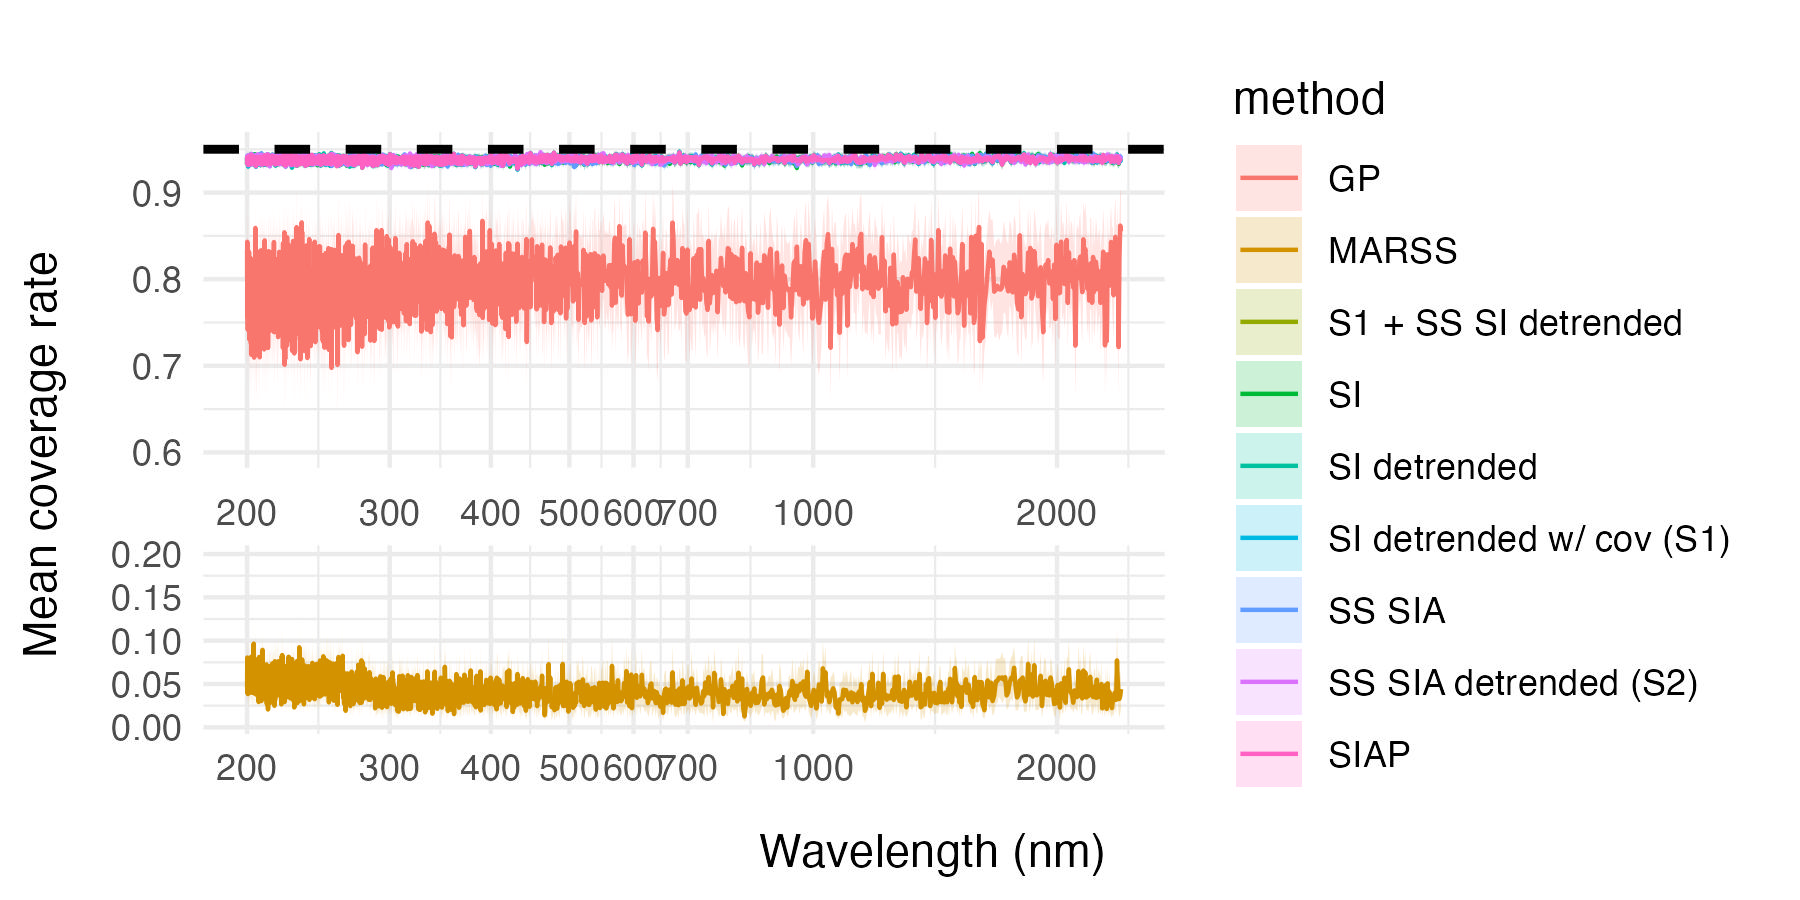 Mean coverage rate
0.9
0.8
0.7
0.6
200 300 400 500 600 700 1000 2000
0.20
0.15
0.10
0.05
0.00
200 300 400 500 600 700 1000 2000
Wavelength (nm)
method
GP
MARSS
S1 + SS SI detrended
SI
SI detrended
SI detrended w/ cov (S1)
SS SIA
SS SIA detrended (S2)
SIAP